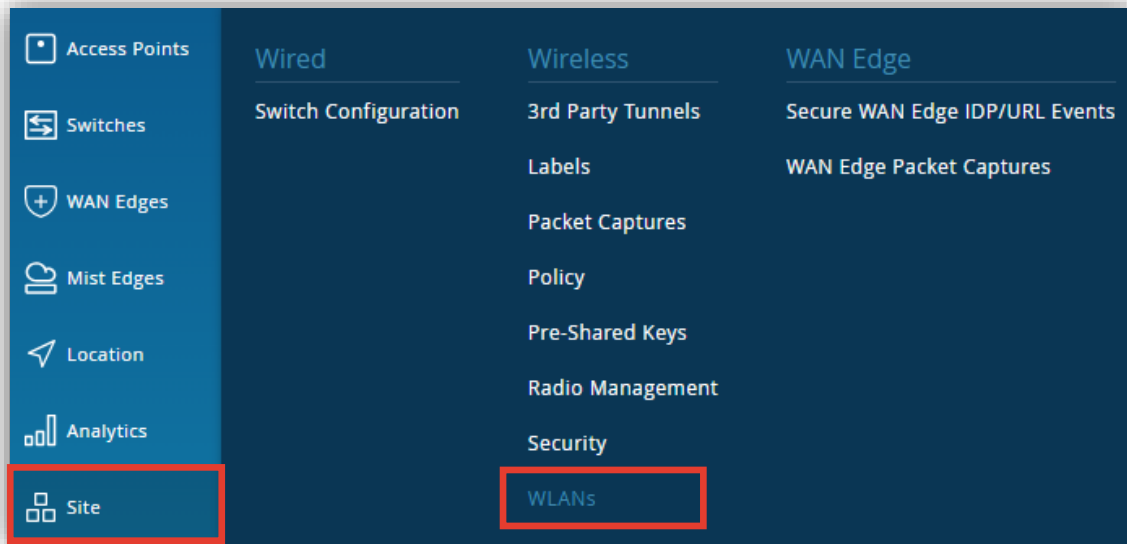 Access Points
Switches
WAN Edges
Mist Edges
Location
Analytics
Site
Wired
Switch Configuration
Wireless
3rd Party Tunnels
Labels
Packet Captures
Policy
Pre-Shared Keys
Radio Management
Security
WLANs
WAN Edge
Secure WAN Edge IDP/URL Events
WAN Edge Packet Captures